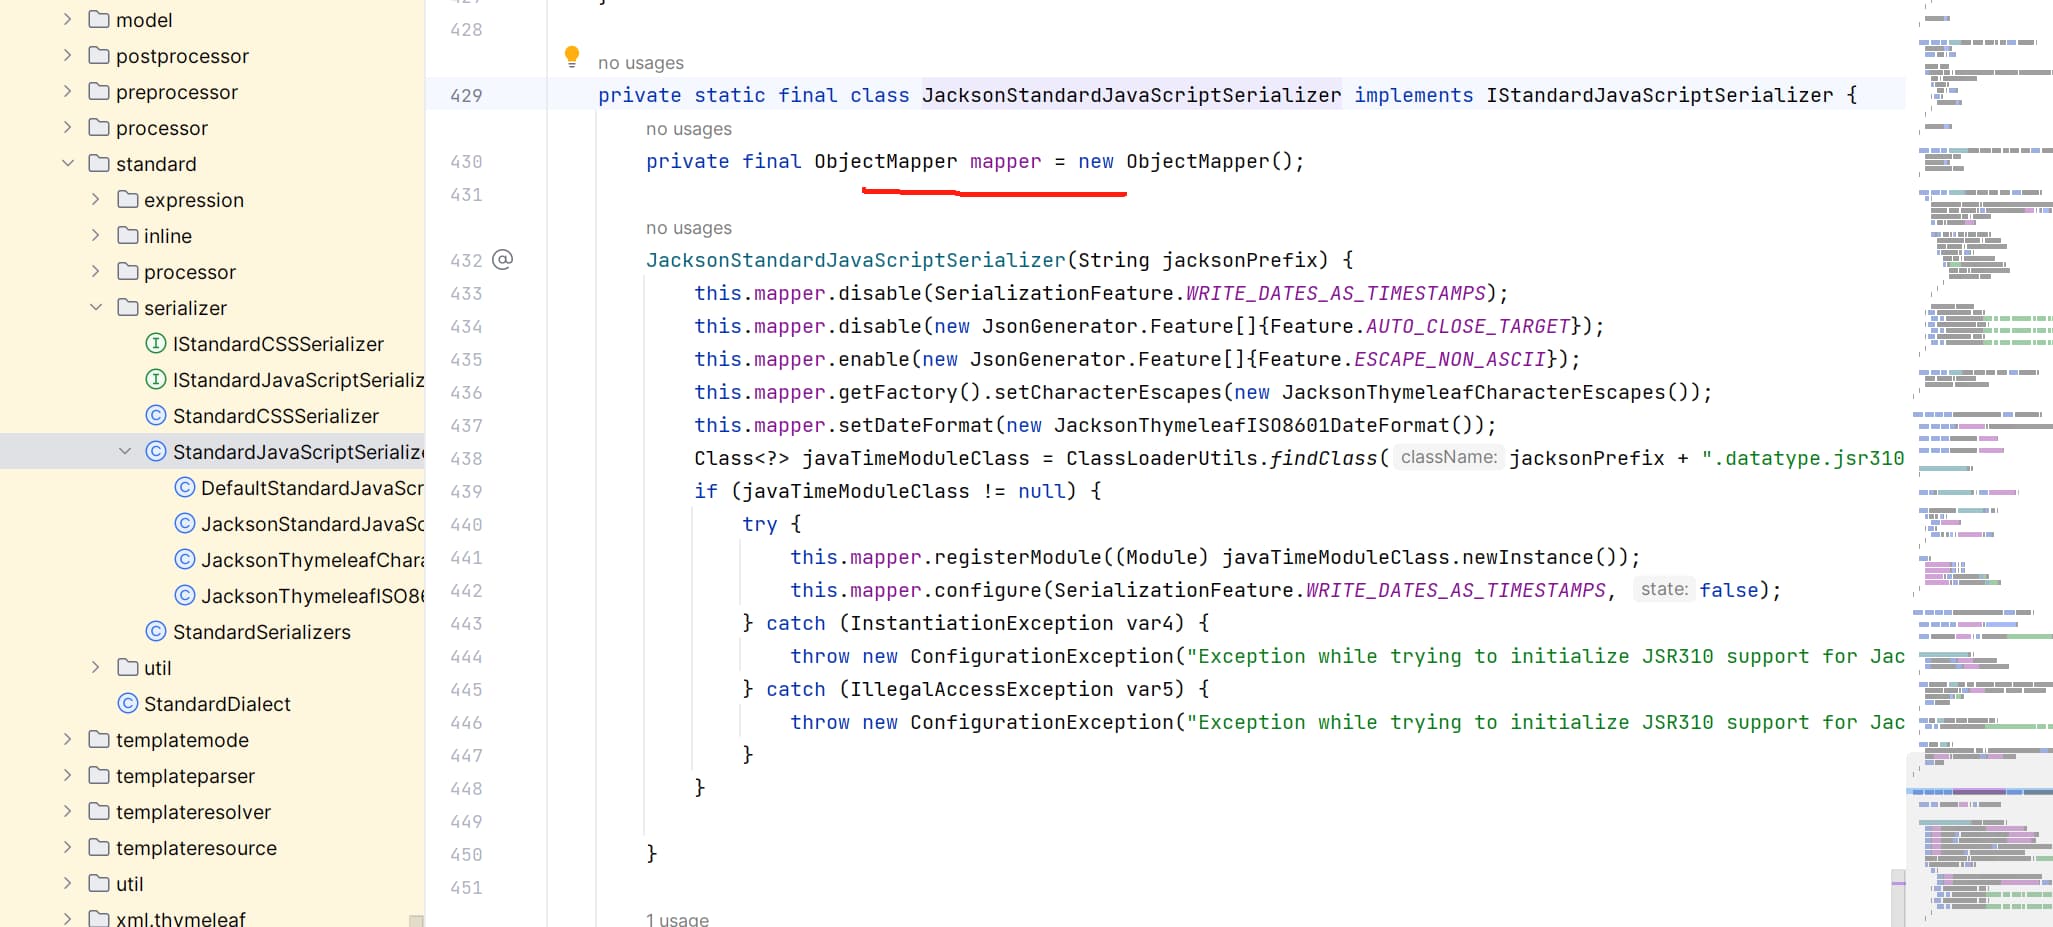 model
postprocessor
preprocessor
processor
standard
expression
inline
processor
serializer
IStandardCSSSerializer
IStandardJavaScriptSerializ
StandardCSSSerializer
StandardJavaScriptSerialize
DefaultStandardJavaScr
JacksonStandardJavaSc
JacksonThymeleafChara
JacksonThymeleafISO86
StandardSerializers
util
StandardDialect
templatemode
templateparser
templateresolver
templateresource
util
xml.thymeleaf
428
no usages
429 private static final class JacksonStandardJavaScriptSerializer implements IStandardJavaScriptSerializer {
no usages
430 private final ObjectMapper mapper = new ObjectMapper();
431
no usages
432 @ JacksonStandardJavaScriptSerializer(String jacksonPrefix) {
433 this.mapper.disable(SerializationFeature.WRITE_DATES_AS_TIMESTAMPS);
434 this.mapper.disable(new JsonGenerator.Feature[]{Feature.AUTO_CLOSE_TARGET});
435 this.mapper.enable(new JsonGenerator.Feature[]{Feature.ESCAPE_NON_ASCII});
436 this.mapper.getFactory().setCharacterEscapes(new JacksonThymeleafCharacterEscapes());
437 this.mapper.setDateFormat(new JacksonThymeleafISO8601DateFormat());
438 Class<?> javaTimeModuleClass = ClassLoaderUtils.findClass( className: jacksonPrefix + ".datatype.jsr310
439 if (javaTimeModuleClass != null) {
440 try {
441 this.mapper.registerModule((Module) javaTimeModuleClass.newInstance());
442 this.mapper.configure(SerializationFeature.WRITE_DATES_AS_TIMESTAMPS, state: false);
443 } catch (InstantiationException var4) {
444 throw new ConfigurationException("Exception while trying to initialize JSR310 support for Jac
445 } catch (IllegalAccessException var5) {
446 throw new ConfigurationException("Exception while trying to initialize JSR310 support for Jac
447 }
448 }
449
450 }
451
1 usage